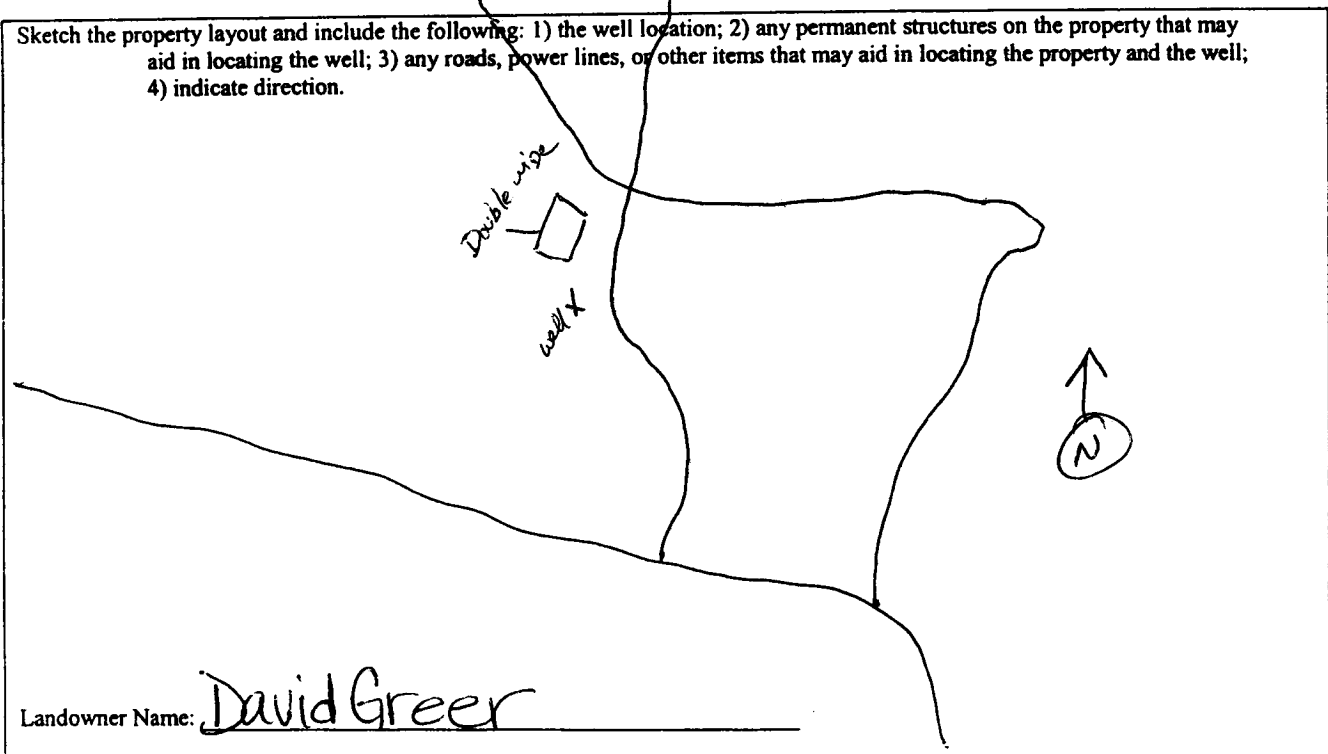 Sketch the property layout and include the following: 1) the well location; 2) any permanent structures on the property that may
aid in locating the well; 3) any roads, power lines, or other items that may aid in locating the property and the well;
4) indicate direction.
Double wide
well X
N
Landowner Name: David Greer